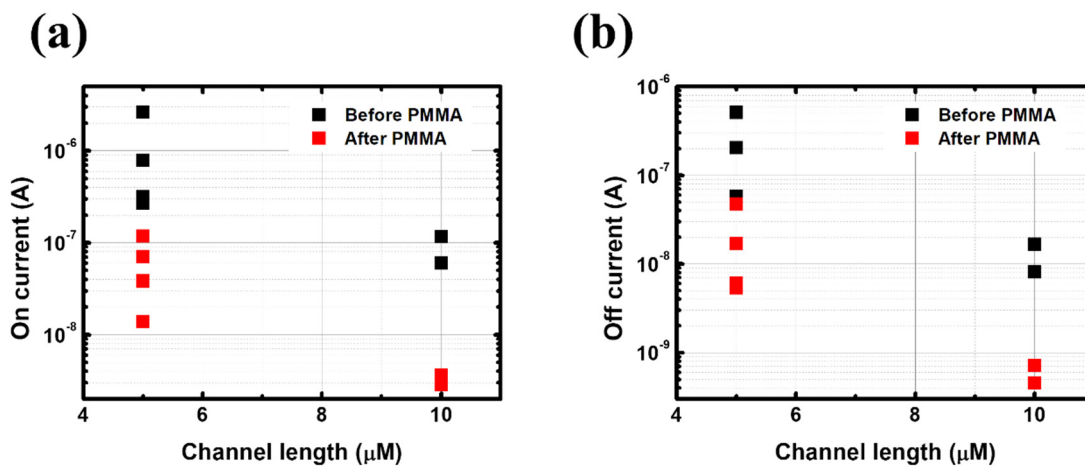 (a)
On current (A)
10⁻⁶
10⁻⁷
10⁻⁸
Before PMMA
After PMMA
4 6 8 10
Channel length (μM)
(b)
Off current (A)
10⁻⁶
10⁻⁷
10⁻⁸
10⁻⁹
Before PMMA
After PMMA
4 6 8 10
Channel length (μM)